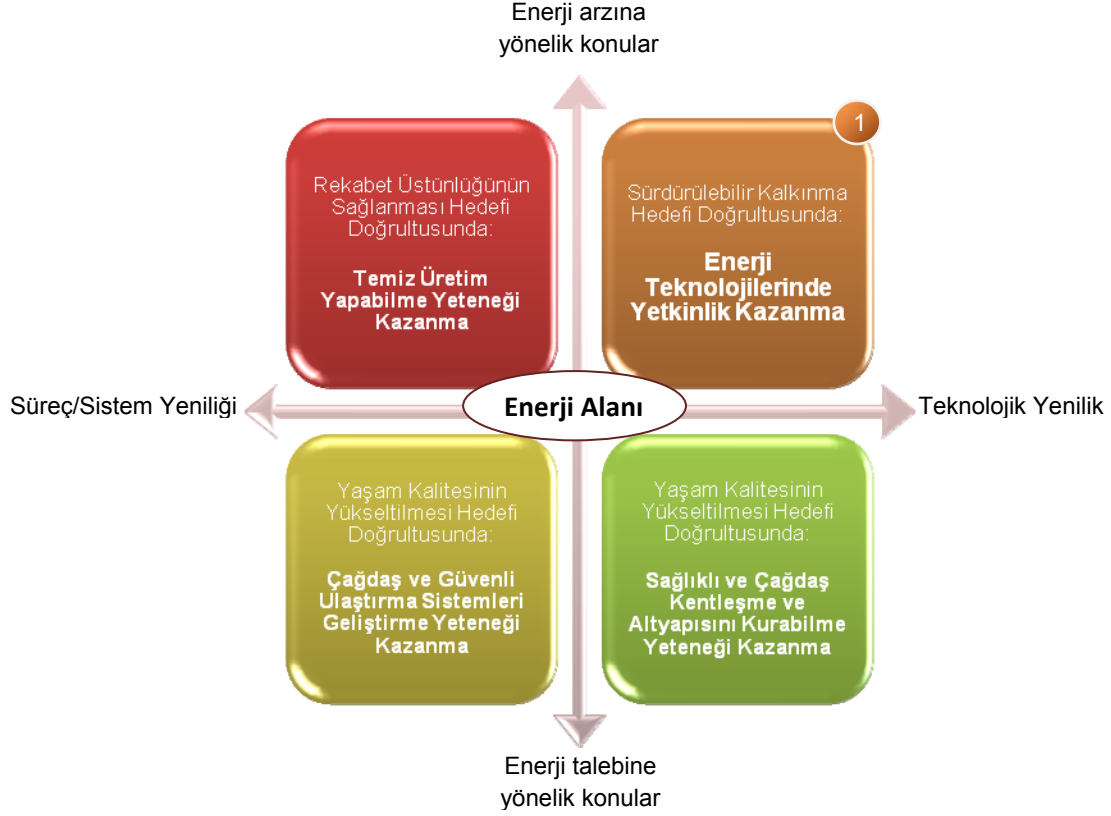 Enerji arzına
yönelik konular
1
Rekabet Üstünlüğünün
Sağlanması Hedefi
Doğrultusunda:
Temiz Üretim
Yapabilme Yeteneği
Kazanma
Sürdürülebilir Kalkınma
Hedefi Doğrultusunda:
Enerji
Teknolojilerinde
Yetkinlik Kazanma
Süreç/Sistem Yeniliği
Enerji Alanı
Teknolojik Yenilik
Yaşam Kalitesinin
Yükseltilmesi Hedefi
Doğrultusunda:
Çağdaş ve Güvenli
Ulaştırma Sistemleri
Geliştirme Yeteneği
Kazanma
Yaşam Kalitesinin
Yükseltilmesi Hedefi
Doğrultusunda:
Sağlıklı ve Çağdaş
Kentleşme ve
Altyapısını Kurabilme
Yeteneği Kazanma
Enerji talebine
yönelik konular